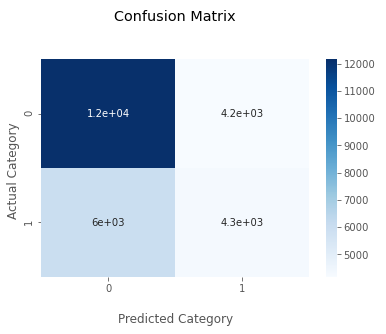 Confusion Matrix
Actual Category
0
1.2e+04
4.2e+03
1
6e+03
4.3e+03
0
1
Predicted Category
12000
11000
10000
9000
8000
7000
6000
5000